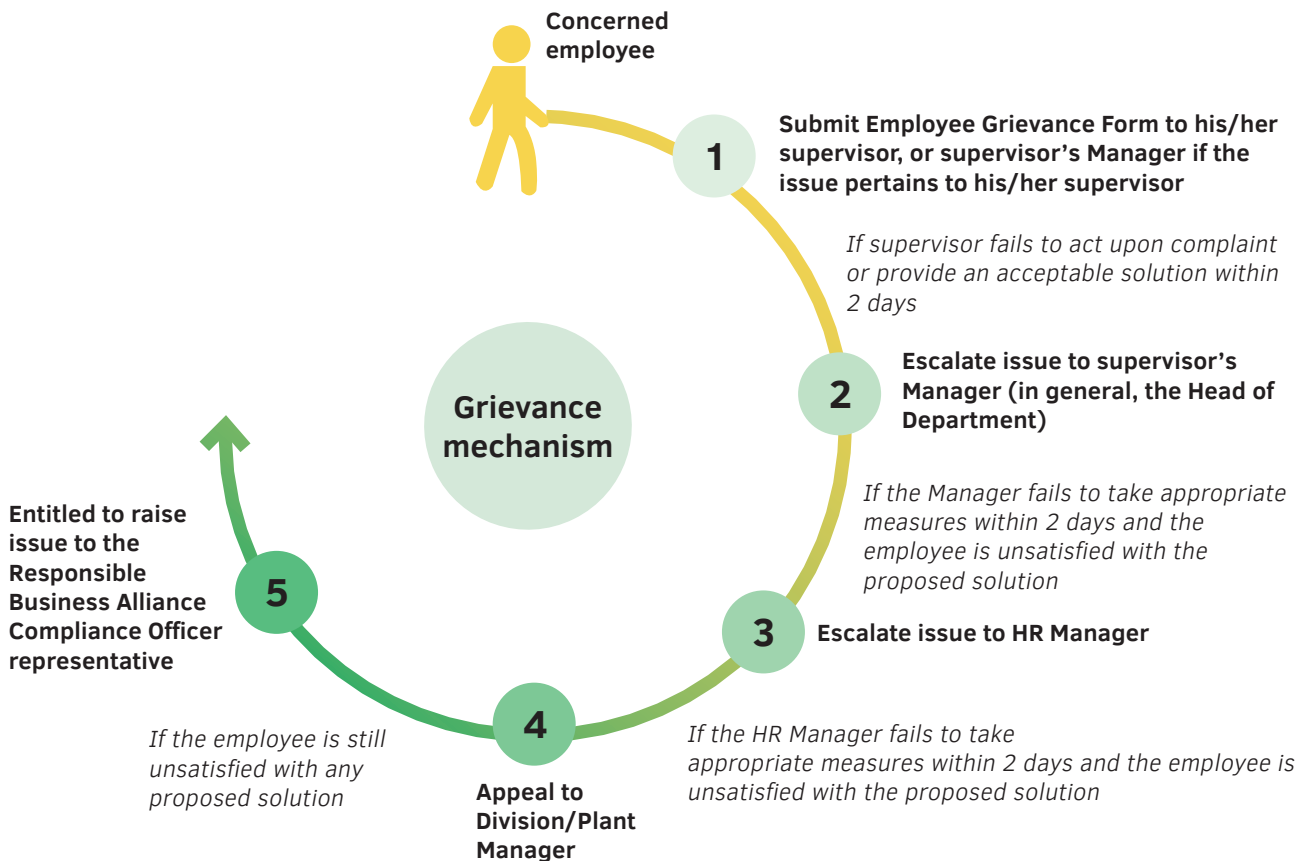 Concerned
employee
1
Submit Employee Grievance Form to his/her
supervisor, or supervisor’s Manager if the
issue pertains to his/her supervisor
If supervisor fails to act upon complaint
or provide an acceptable solution within
2 days
2
Escalate issue to supervisor’s
Manager (in general, the Head of
Department)
Grievance
mechanism
If the Manager fails to take appropriate
measures within 2 days and the
employee is unsatisfied with the
proposed solution
3
Escalate issue to HR Manager
If the HR Manager fails to take
appropriate measures within 2 days and the employee is
unsatisfied with the proposed solution
4
Appeal to
Division/Plant
Manager
If the employee is still
unsatisfied with any
proposed solution
5
Entitled to raise
issue to the
Responsible
Business Alliance
Compliance Officer
representative